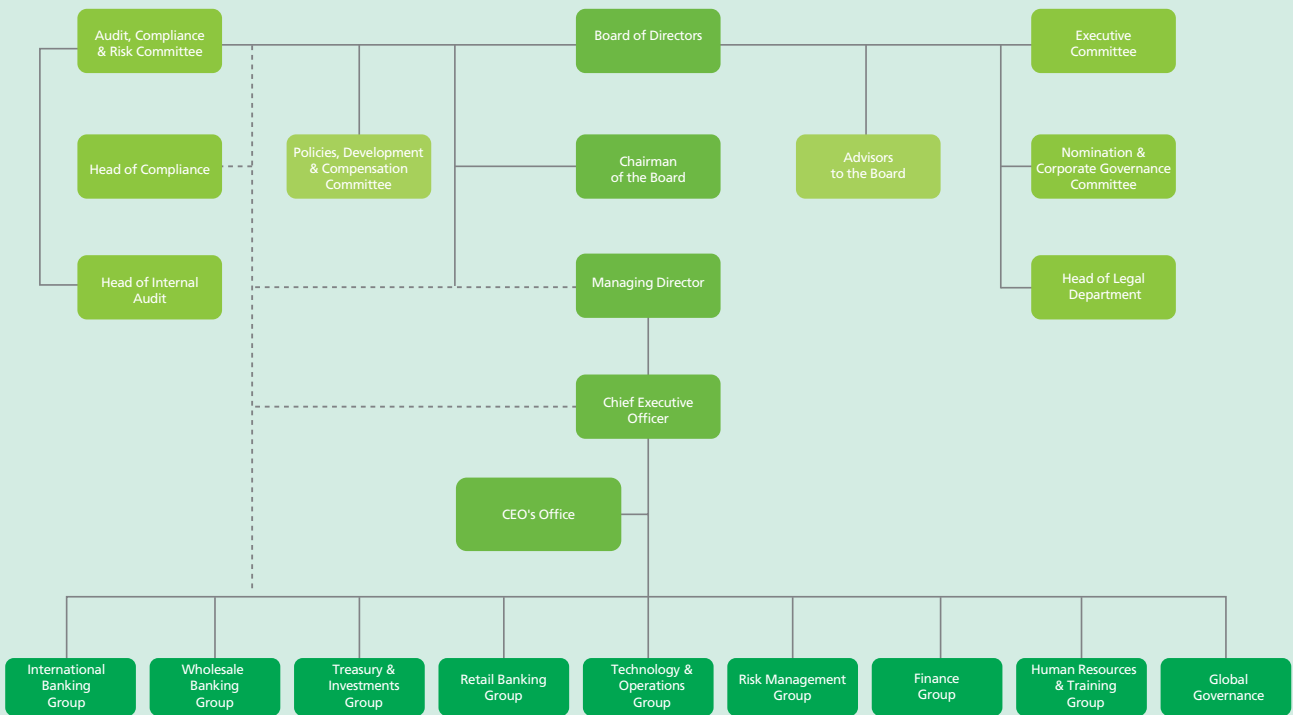 Audit, Compliance
& Risk Committee
Board of Directors
Executive
Committee
Head of Compliance
Policies, Development
& Compensation
Committee
Chairman
of the Board
Advisors
to the Board
Nomination &
Corporate Governance
Committee
Head of Internal
Audit
Managing Director
Head of Legal
Department
Chief Executive
Officer
CEO's Office
International
Banking
Group
Wholesale
Banking
Group
Treasury &
Investments
Group
Retail Banking
Group
Technology &
Operations
Group
Risk Management
Group
Finance
Group
Human Resources
& Training
Group
Global
Governance